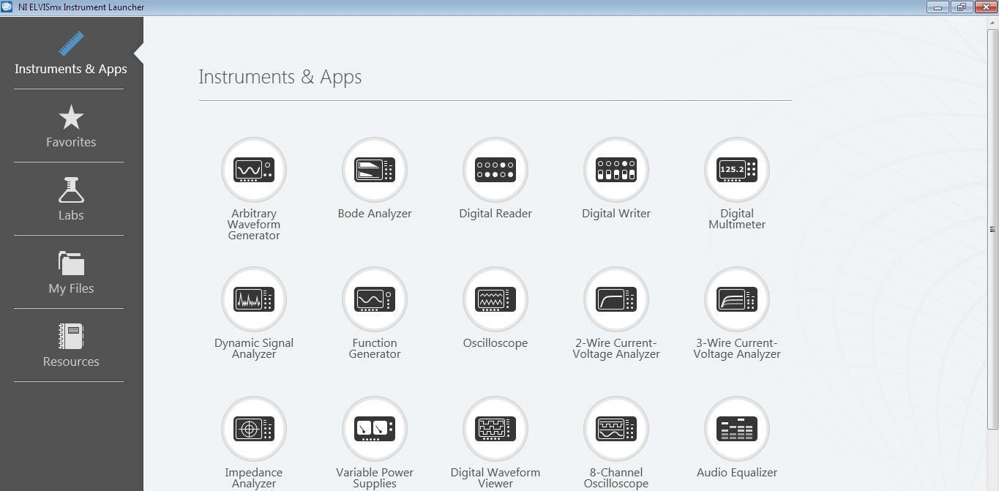 NI ELVISmx Instrument Launcher
Instruments & Apps
Favorites
Labs
My Files
Resources
Instruments & Apps
Arbitrary
Waveform
Generator
Bode Analyzer
Digital Reader
Digital Writer
125.2
Digital
Multimeter
Dynamic Signal
Analyzer
Function
Generator
Oscilloscope
2-Wire Current-
Voltage Analyzer
3-Wire Current-
Voltage Analyzer
Impedance
Analyzer
Variable Power
Supplies
Digital Waveform
Viewer
8-Channel
Oscilloscope
Audio Equalizer